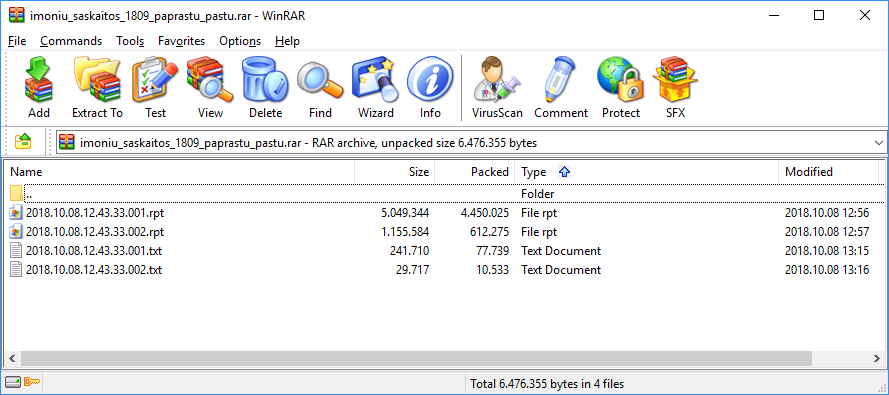 imoniu_saskaitos_1809_paprastu_pastu.rar - WinRAR
File Commands Tools Favorites Options Help
Add Extract To Test View Delete Find Wizard Info VirusScan Comment Protect SFX
imoniu_saskaitos_1809_paprastu_pastu.rar - RAR archive, unpacked size 6.476.355 bytes
Name Size Packed Type Modified
.. Folder
2018.10.08.12.43.33.001.rpt 5.049.344 4.450.025 File rpt 2018.10.08 12:56
2018.10.08.12.43.33.002.rpt 1.155.584 612.275 File rpt 2018.10.08 12:57
2018.10.08.12.43.33.001.txt 241.710 77.739 Text Document 2018.10.08 13:15
2018.10.08.12.43.33.002.txt 29.717 10.533 Text Document 2018.10.08 13:16
Total 6.476.355 bytes in 4 files